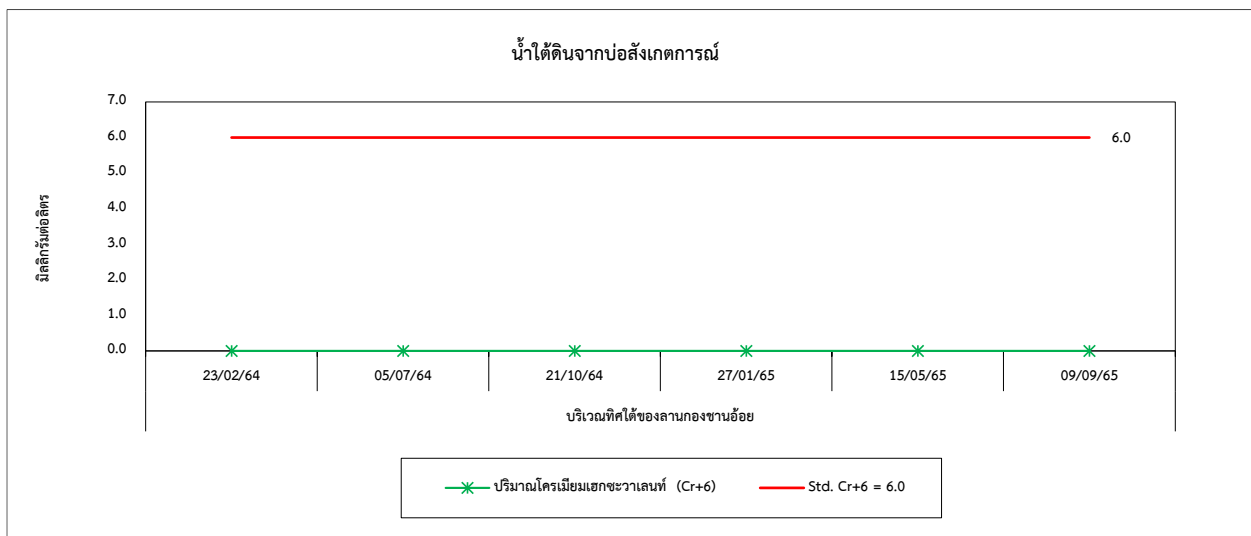 น้ำใต้ดินจากบ่อสังเกตการณ์
มิลลิกรัมต่อลิตร
7.0
6.0
5.0
4.0
3.0
2.0
1.0
0.0
6.0
23/02/64 05/07/64 21/10/64 27/01/65 15/05/65 09/09/65
บริเวณทิศใต้ของลานกองชานอ้อย
ปริมาณโครเมียมเฮกซะวาเลนท์ (Cr+6) Std. Cr+6 = 6.0